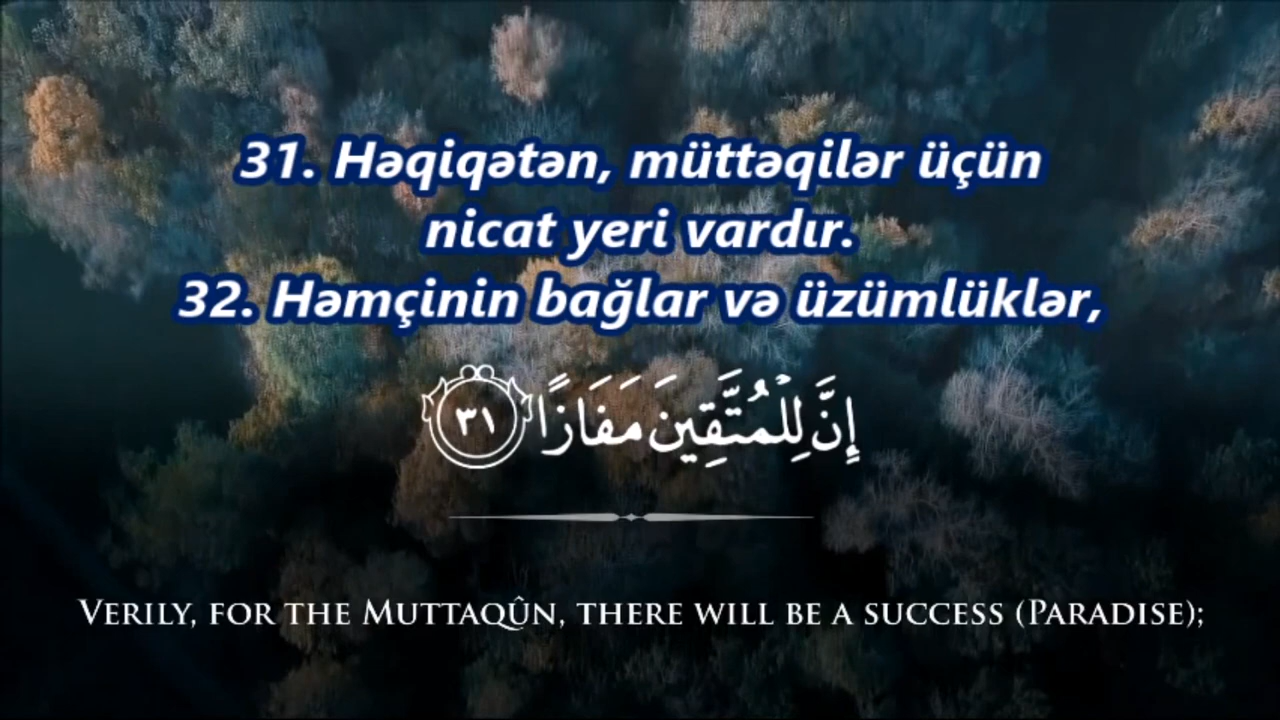 31. Həqiqətən, müttəqilər üçün
nicat yeri vardır.
32. Həmçinin bağlar və üzümlüklər,
إِنَّ لِلْمُتَّقِينَ مَفَازًا ٣١
Verily, for the Muttaqûn, there will be a success (Paradise);